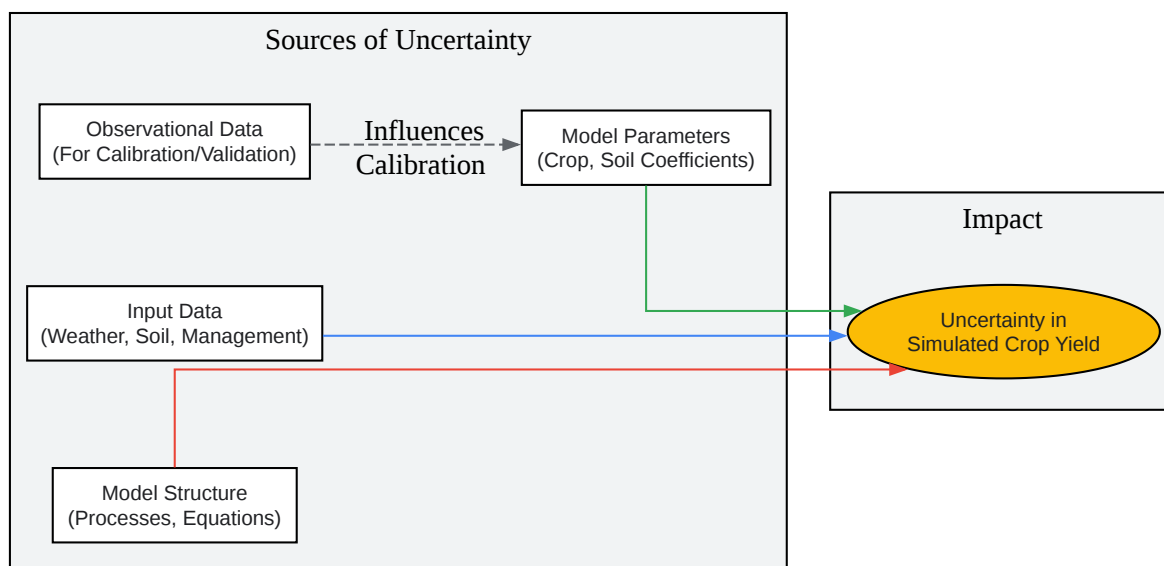 Sources of Uncertainty
Observational Data
(For Calibration/Validation)
Influences
Calibration
Model Parameters
(Crop, Soil Coefficients)
Impact
Input Data
(Weather, Soil, Management)
Uncertainty in
Simulated Crop Yield
Model Structure
(Processes, Equations)